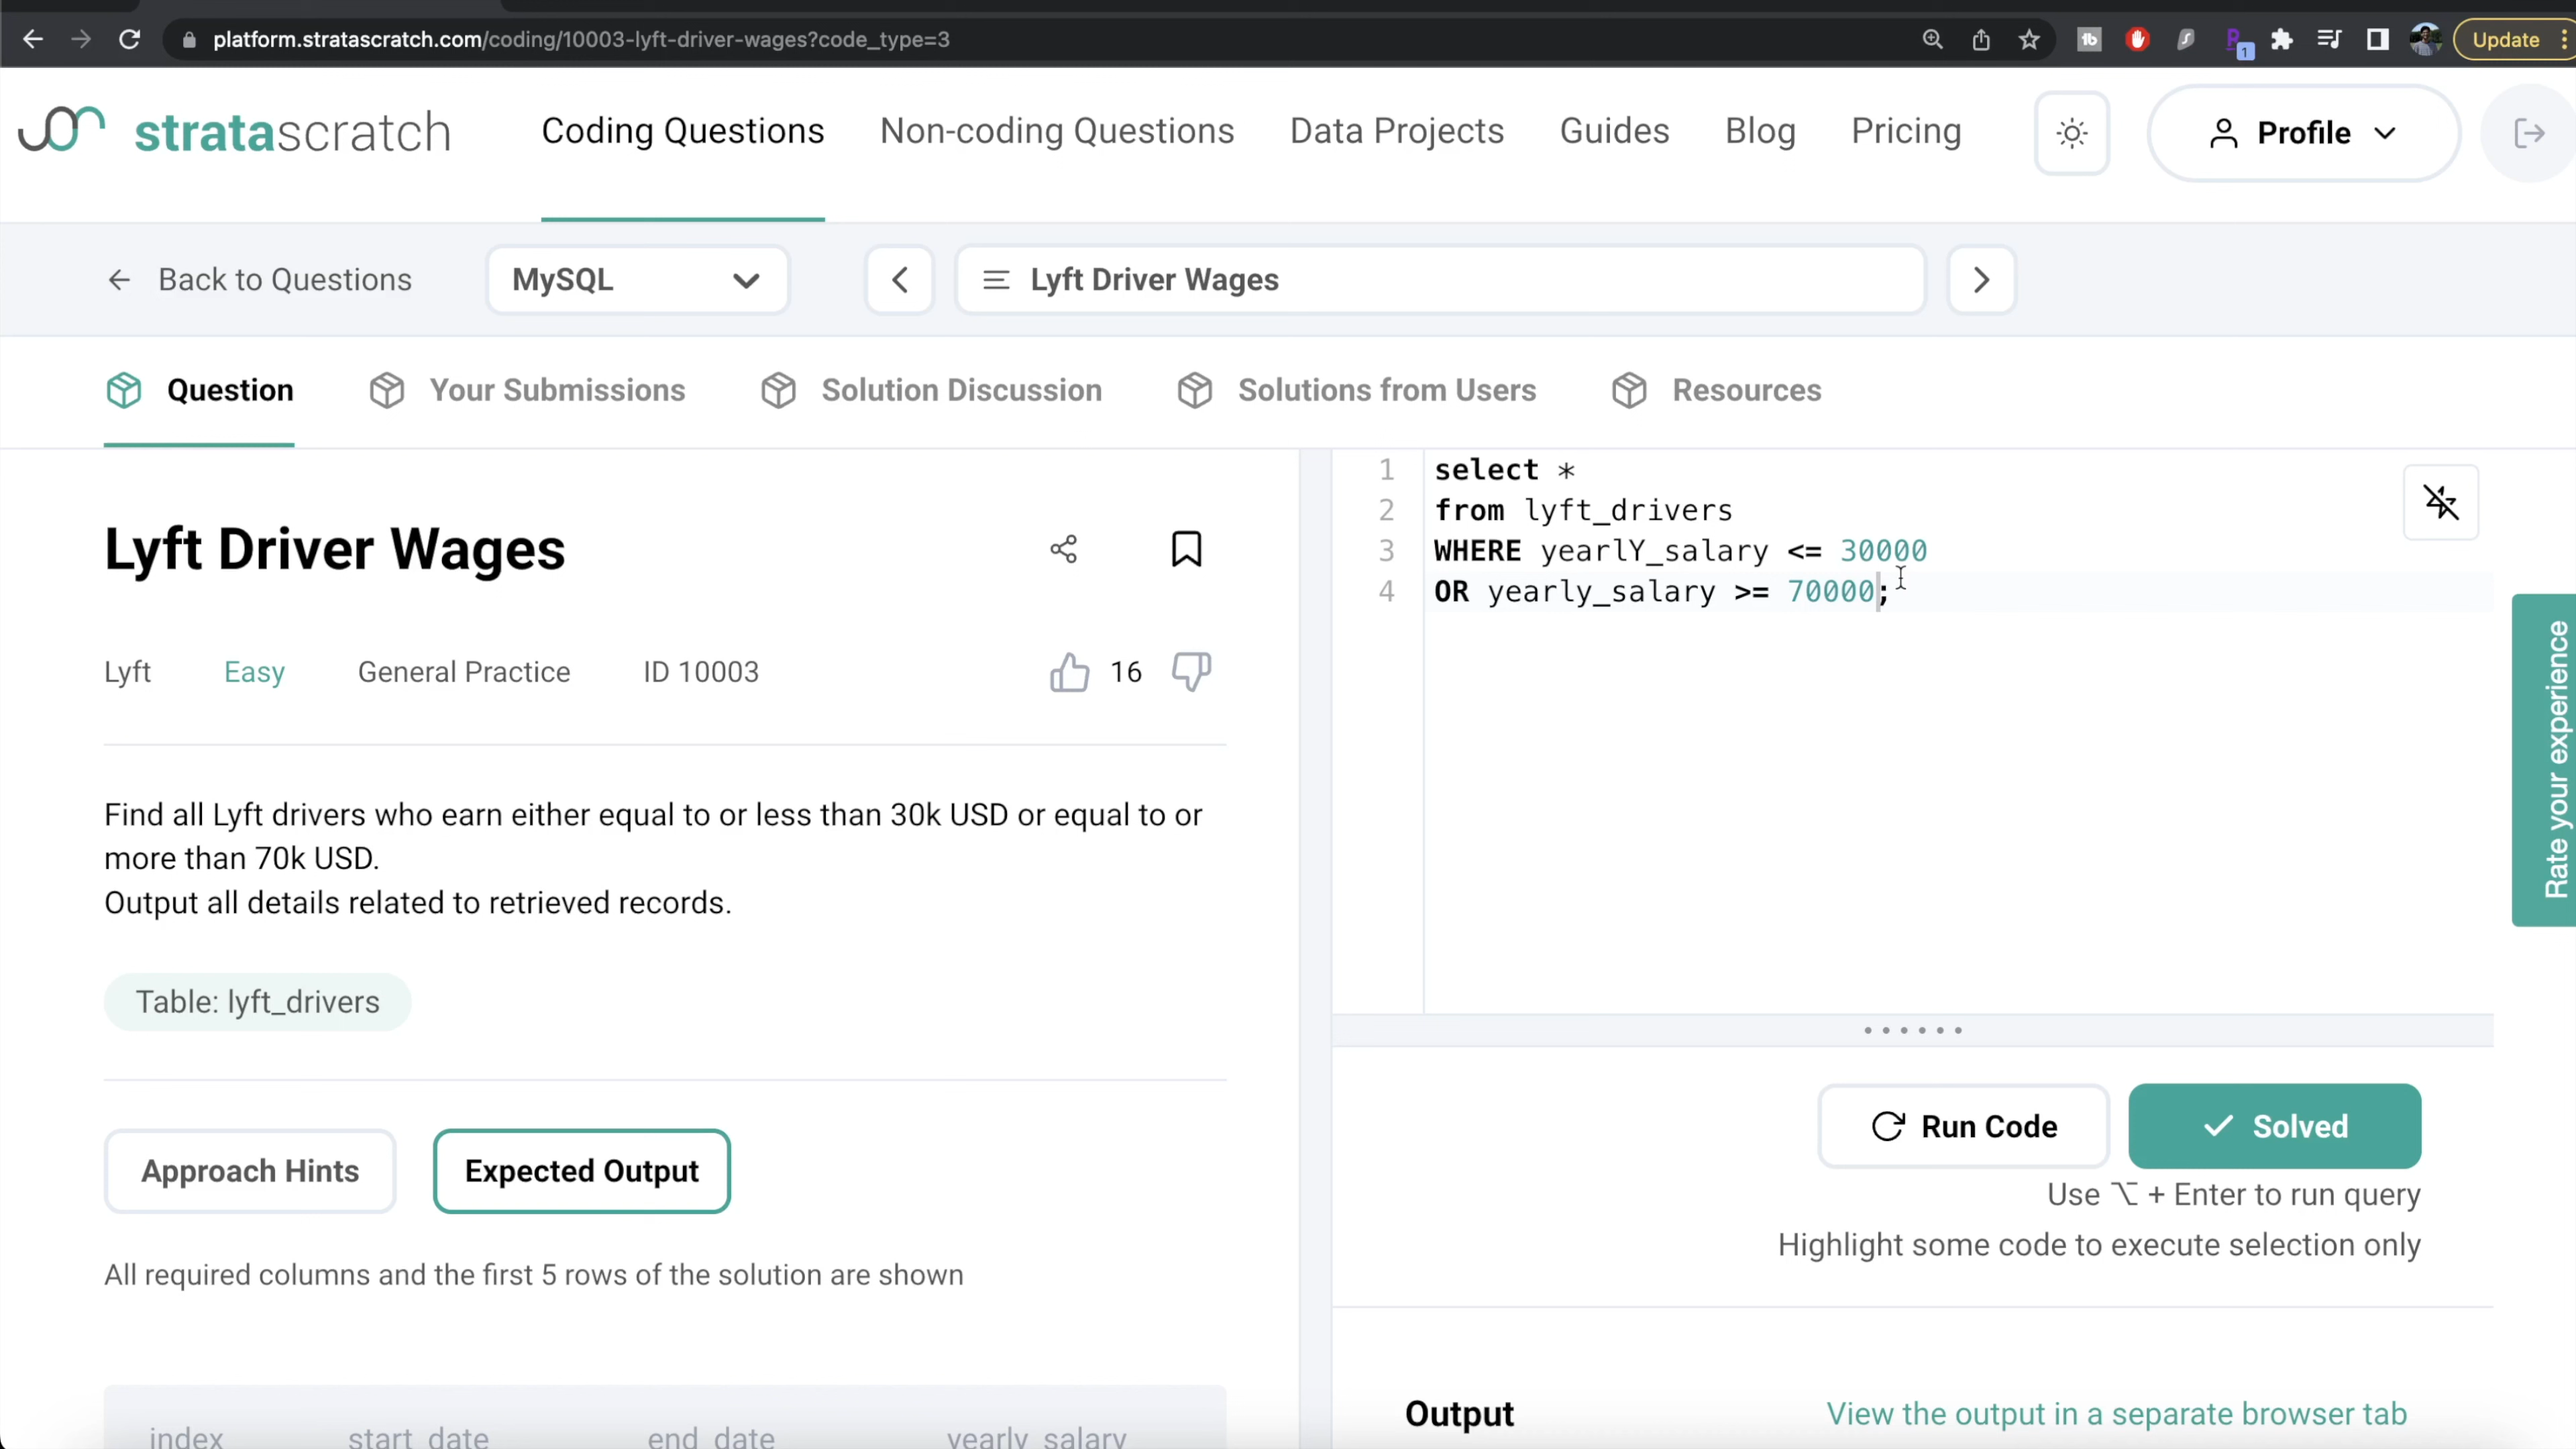 platform.stratascratch.com/coding/10003-lyft-driver-wages?code_type=3
tb
1
Update
stratascratch
Coding Questions
Non-coding Questions
Data Projects
Guides
Blog
Pricing
Profile
Back to Questions
MySQL
Lyft Driver Wages
Question
Your Submissions
Solution Discussion
Solutions from Users
Resources
Lyft Driver Wages
Lyft
Easy
General Practice
ID 10003
16
Find all Lyft drivers who earn either equal to or less than 30k USD or equal to or
more than 70k USD.
Output all details related to retrieved records.
Table: lyft_drivers
Approach Hints
Expected Output
All required columns and the first 5 rows of the solution are shown
index
start_date
end_date
yearly_salary
1 select *
2 from lyft_drivers
3 WHERE yearlY_salary <= 30000
4 OR yearly_salary >= 70000;
Rate your experience
Run Code
Solved
Use ⌥ + Enter to run query
Highlight some code to execute selection only
Output
View the output in a separate browser tab